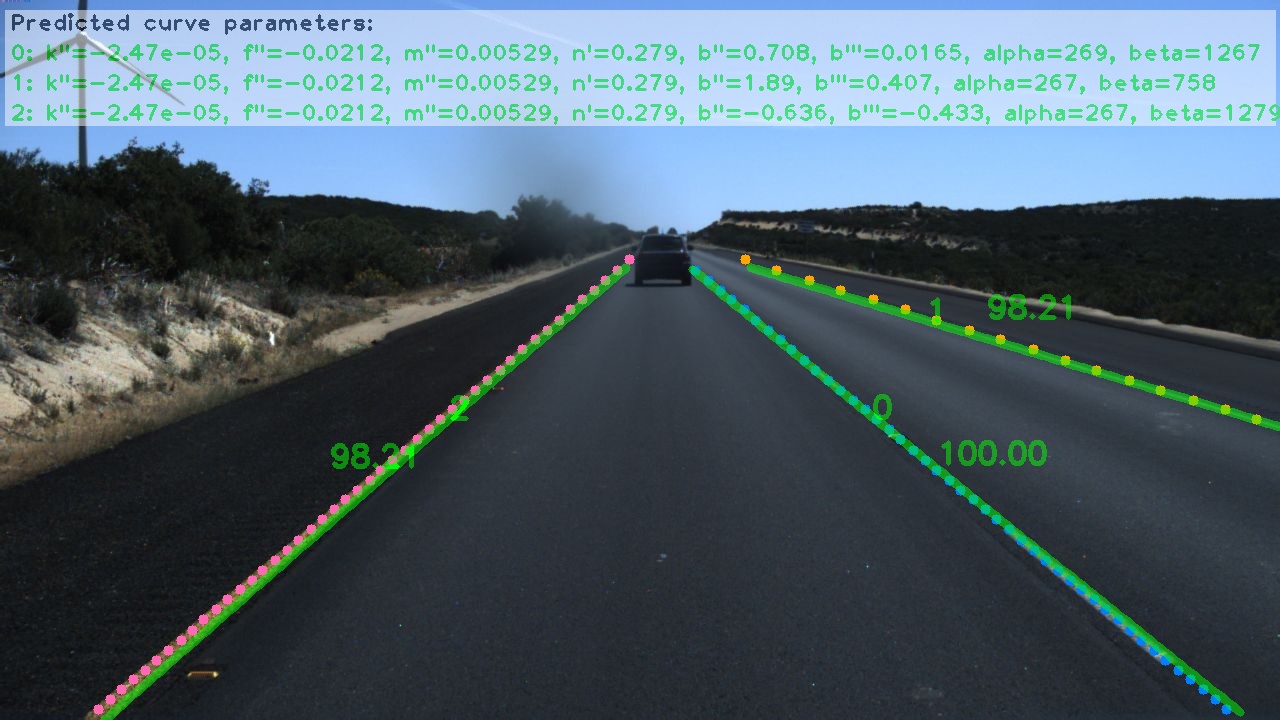 Predicted curve parameters:
0: k''=-2.47e-05, f''=-0.0212, m''=0.00529, n'=0.279, b''=0.708, b'''=0.0165, alpha=269, beta=1267
1: k''=-2.47e-05, f''=-0.0212, m''=0.00529, n'=0.279, b''=1.89, b'''=0.407, alpha=267, beta=758
2: k''=-2.47e-05, f''=-0.0212, m''=0.00529, n'=0.279, b''=-0.636, b'''=-0.433, alpha=267, beta=1279
1 98.21
2
0
98.21
100.00